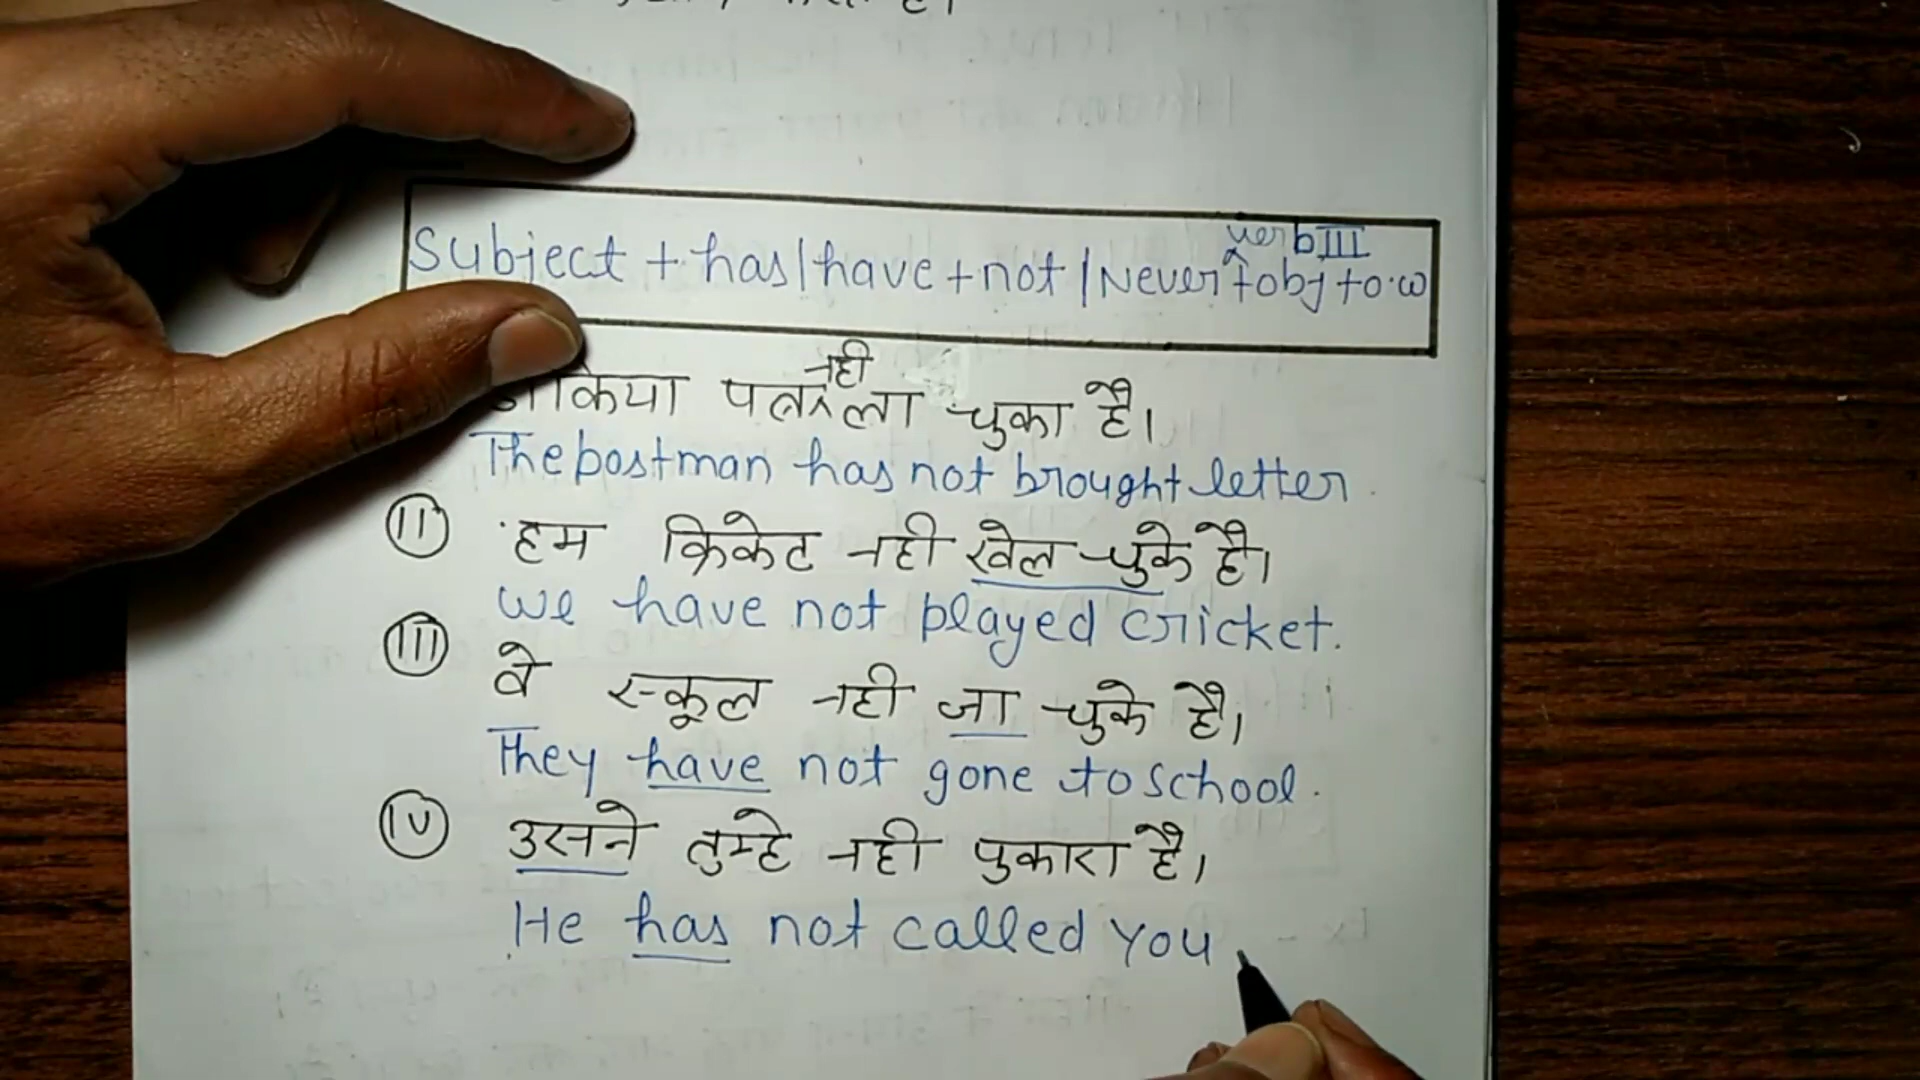 Subject + has/have + not / Never + verb III + obj + o.w
नही
डाकिया पत्र ला चुका है।
The bostman has not brought letter
II हम क्रिकेट नही खेल चुके है।
We have not blayed cricket.
III वे स्कूल नही जा चुके है।
They have not gone to School.
IV उसने तुम्हे नही पुकारा है।
He has not called You